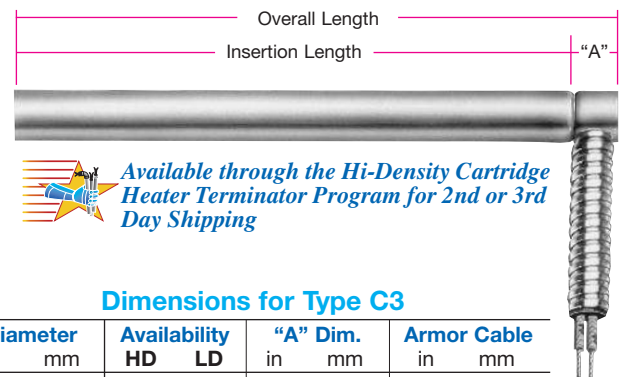 Overall Length
Insertion Length “A”
Available through the Hi-Density Cartridge
Heater Terminator Program for 2nd or 3rd
Day Shipping
Dimensions for Type C3
Availability “A” Dim. Armor Cable
mm HD LD in mm in mm